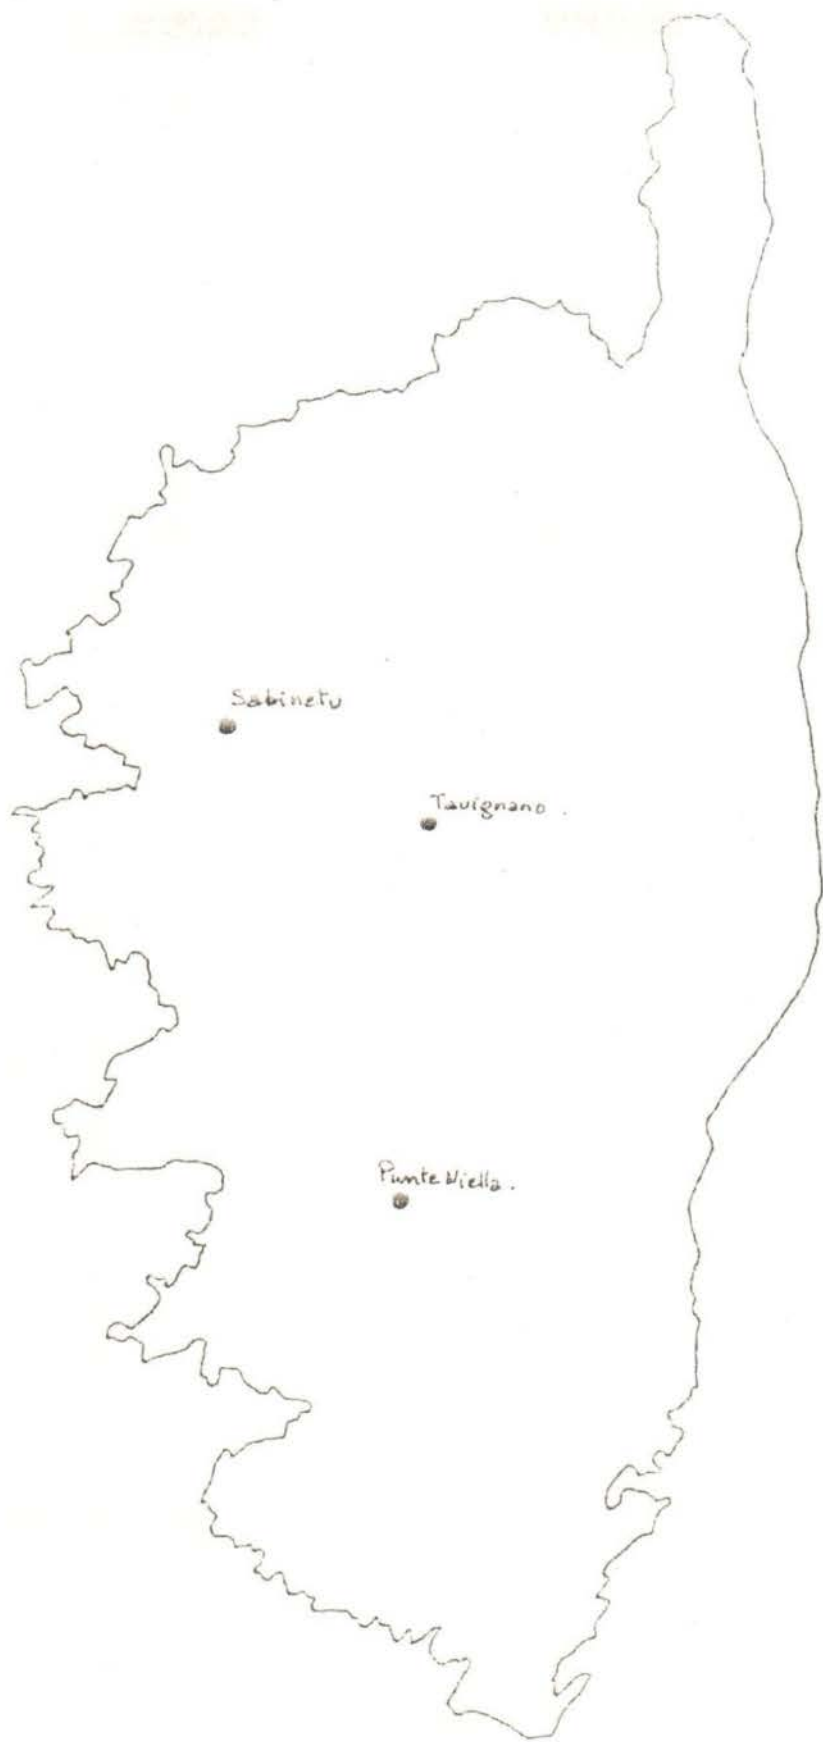 Sabinetu
Tavignano .
Punte Niella .